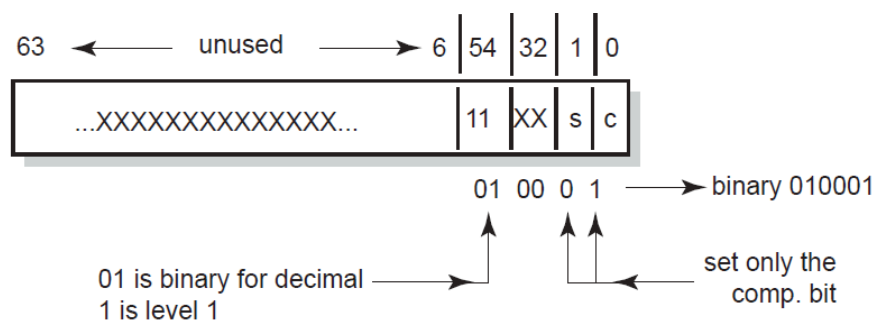 63 unused 6 54 32 1 0
...XXXXXXXXXXXXXX... 11 XX s c
01 00 0 1 binary 010001
01 is binary for decimal
1 is level 1
set only the
comp. bit